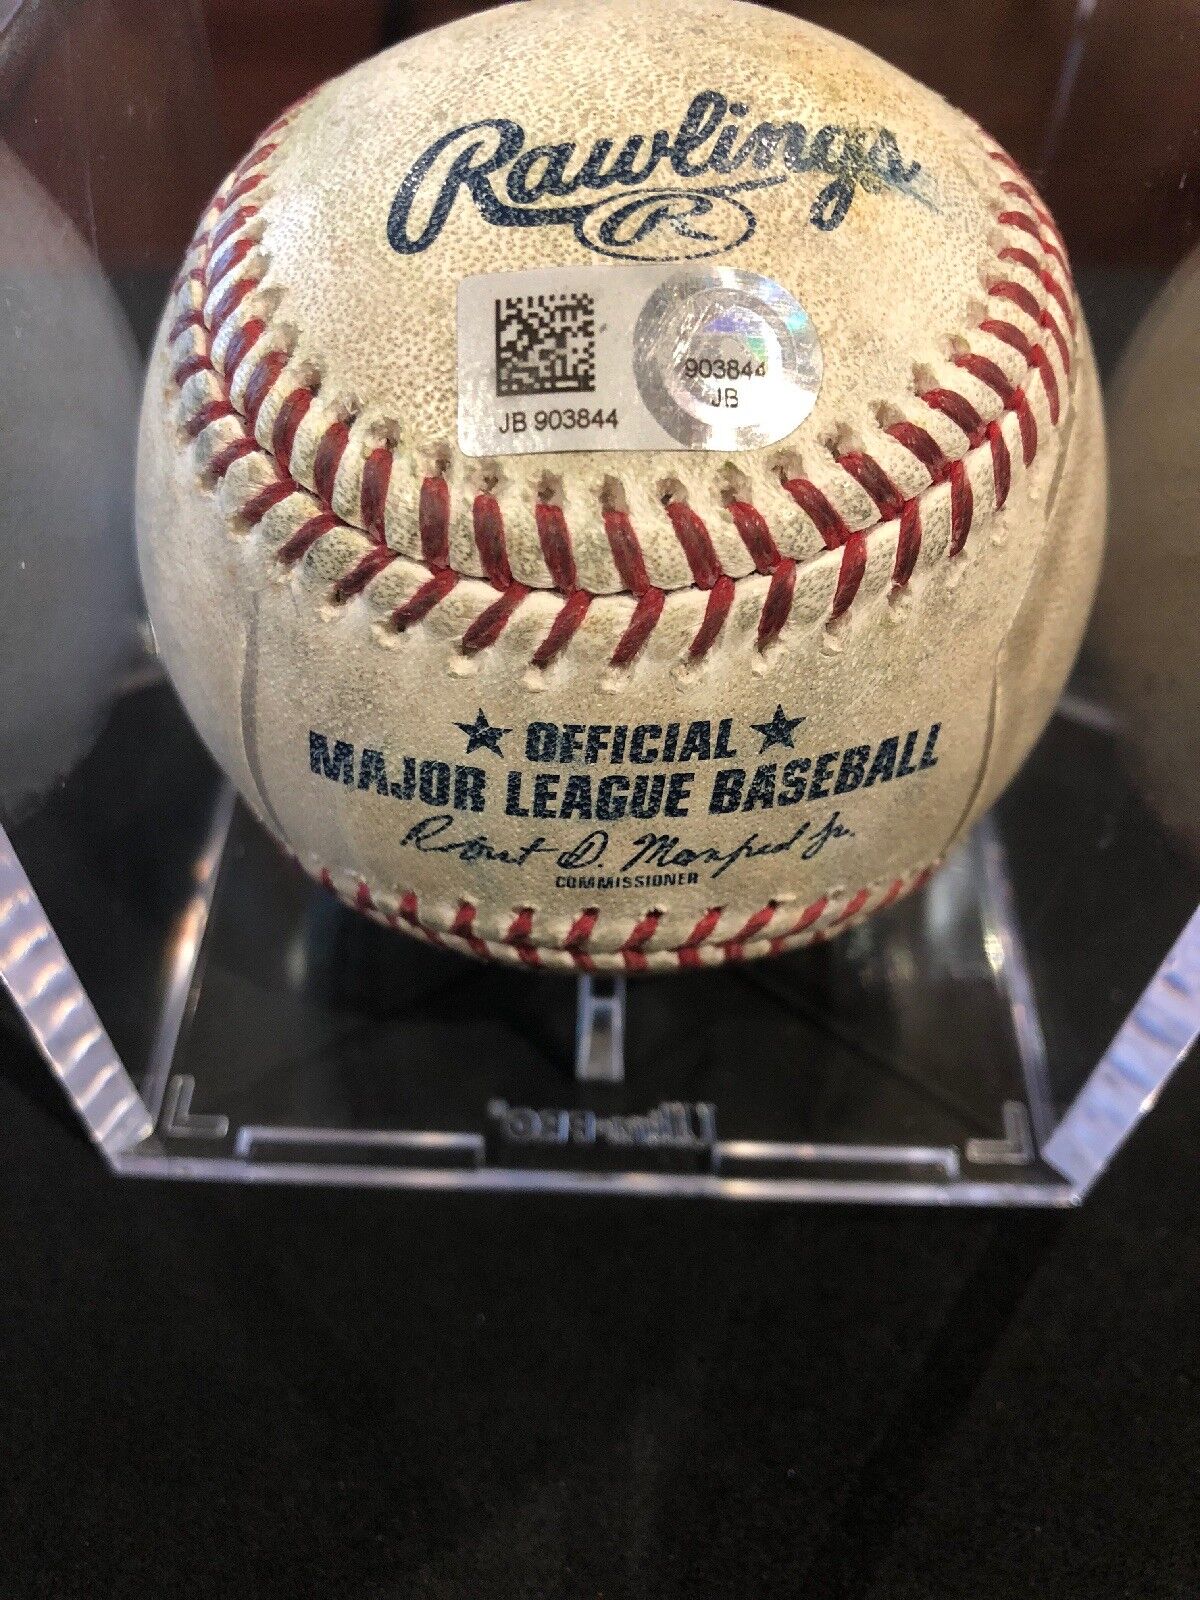 Rawlings
R
JB 903844
903844
JB
★ OFFICIAL ★
MAJOR LEAGUE BASEBALL
Robert D. Manfred Jr.
COMMISSIONER